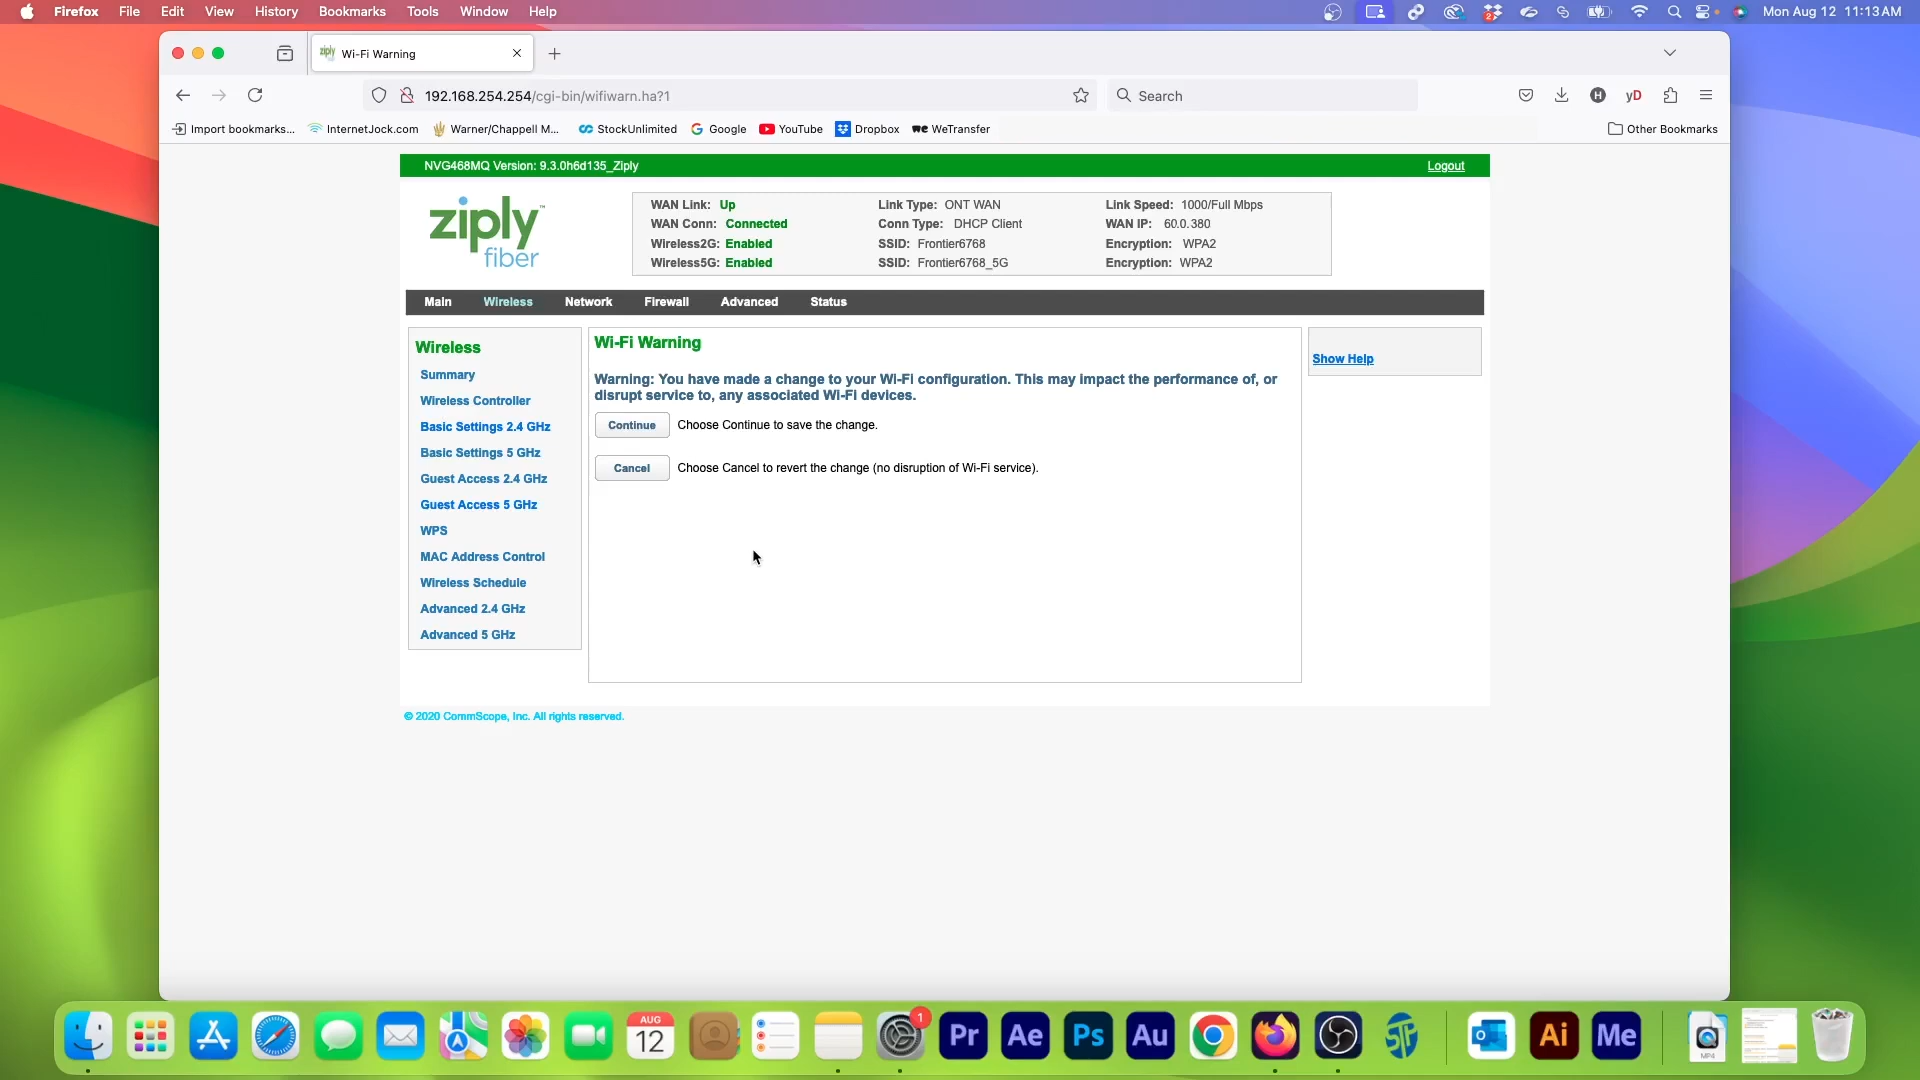 Firefox File Edit View History Bookmarks Tools Window Help
2
Mon Aug 12 11:13 AM
ziply Wi-Fi Warning
192.168.254.254/cgi-bin/wifiwarn.ha?1
Search
H
yD
Import bookmarks...
InternetJock.com
Warner/Chappell M...
StockUnlimited
Google
YouTube
Dropbox
WeTransfer
Other Bookmarks
NVG468MQ Version: 9.3.0h6d135_Ziply
Logout
ziply™
fiber
WAN Link: Up Link Type: ONT WAN Link Speed: 1000/Full Mbps
WAN Conn: Connected Conn Type: DHCP Client WAN IP: 60.0.380
Wireless2G: Enabled SSID: Frontier6768 Encryption: WPA2
Wireless5G: Enabled SSID: Frontier6768_5G Encryption: WPA2
Main Wireless Network Firewall Advanced Status
Wireless
Summary
Wireless Controller
Basic Settings 2.4 GHz
Basic Settings 5 GHz
Guest Access 2.4 GHz
Guest Access 5 GHz
WPS
MAC Address Control
Wireless Schedule
Advanced 2.4 GHz
Advanced 5 GHz
Wi-Fi Warning
Warning: You have made a change to your Wi-Fi configuration. This may impact the performance of, or
disrupt service to, any associated Wi-Fi devices.
Continue Choose Continue to save the change.
Cancel Choose Cancel to revert the change (no disruption of Wi-Fi service).
Show Help
© 2020 CommScope, Inc. All rights reserved.
AUG
12
1
Pr
Ae
Ps
Au
Ai
Me
MP4